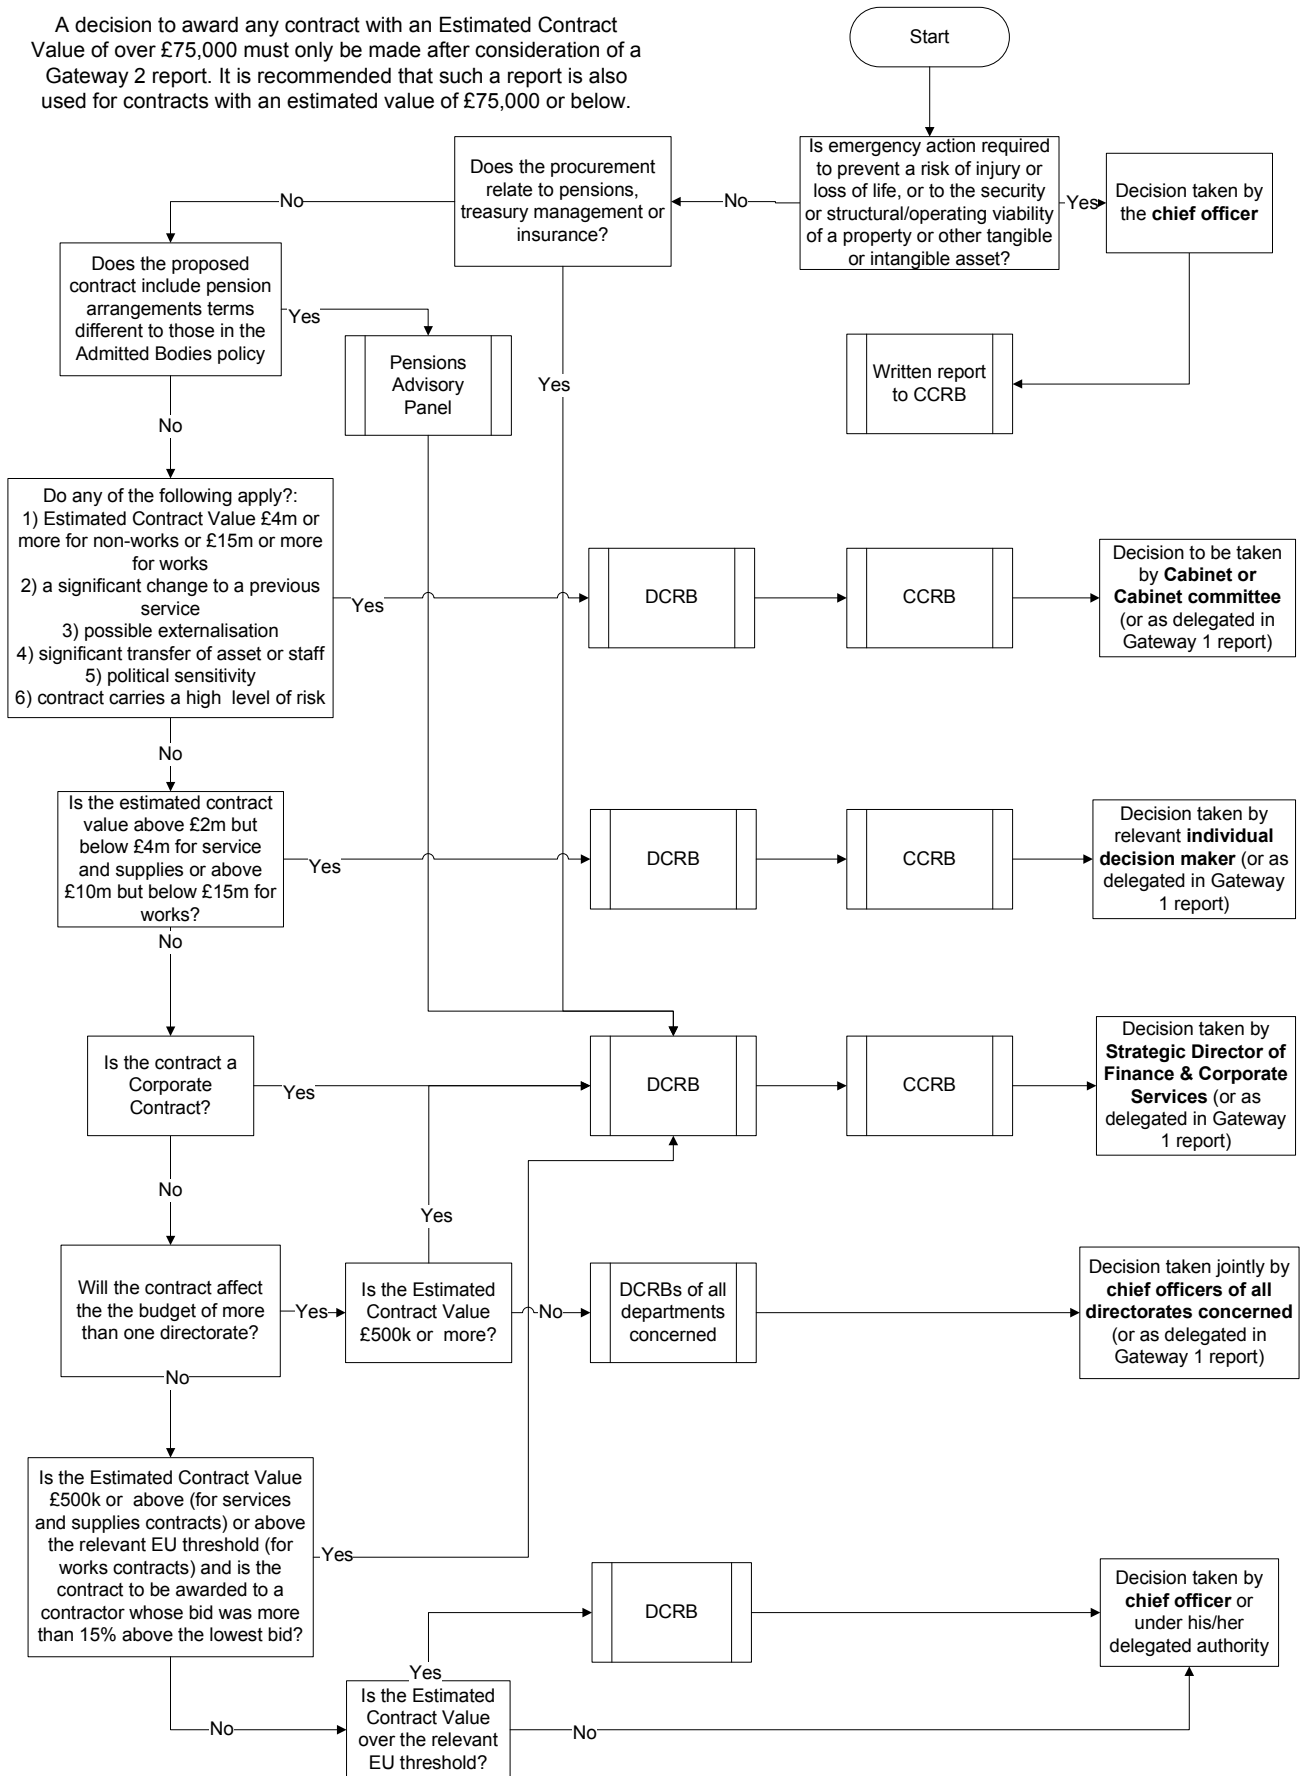 A decision to award any contract with an Estimated Contract
Value of over £75,000 must only be made after consideration of a
Gateway 2 report. It is recommended that such a report is also
used for contracts with an estimated value of £75,000 or below.
Start
Is emergency action required
to prevent a risk of injury or
loss of life, or to the security
or structural/operating viability
of a property or other tangible
or intangible asset?
Yes
Decision taken by
the chief officer
Written report
to CCRB
No
Does the procurement
relate to pensions,
treasury management or
insurance?
Yes
No
Does the proposed
contract include pension
arrangements terms
different to those in the
Admitted Bodies policy
Yes
Pensions
Advisory
Panel
No
Do any of the following apply?:
1) Estimated Contract Value £4m or
more for non-works or £15m or more
for works
2) a significant change to a previous
service
3) possible externalisation
4) significant transfer of asset or staff
5) political sensitivity
6) contract carries a high level of risk
Yes
DCRB
CCRB
Decision to be taken
by Cabinet or
Cabinet committee
(or as delegated in
Gateway 1 report)
No
Is the estimated contract
value above £2m but
below £4m for service
and supplies or above
£10m but below £15m for
works?
Yes
DCRB
CCRB
Decision taken by
relevant individual
decision maker (or as
delegated in Gateway
1 report)
No
Is the contract a
Corporate
Contract?
Yes
DCRB
CCRB
Decision taken by
Strategic Director of
Finance & Corporate
Services (or as
delegated in Gateway
1 report)
No
Will the contract affect
the the budget of more
than one directorate?
Yes
Is the Estimated
Contract Value
£500k or more?
Yes
No
DCRBs of all
departments
concerned
Decision taken jointly by
chief officers of all
directorates concerned
(or as delegated in
Gateway 1 report)
No
Is the Estimated Contract Value
£500k or above (for services
and supplies contracts) or above
the relevant EU threshold (for
works contracts) and is the
contract to be awarded to a
contractor whose bid was more
than 15% above the lowest bid?
Yes
No
Is the Estimated
Contract Value
over the relevant
EU threshold?
Yes
DCRB
No
Decision taken by
chief officer or
under his/her
delegated authority